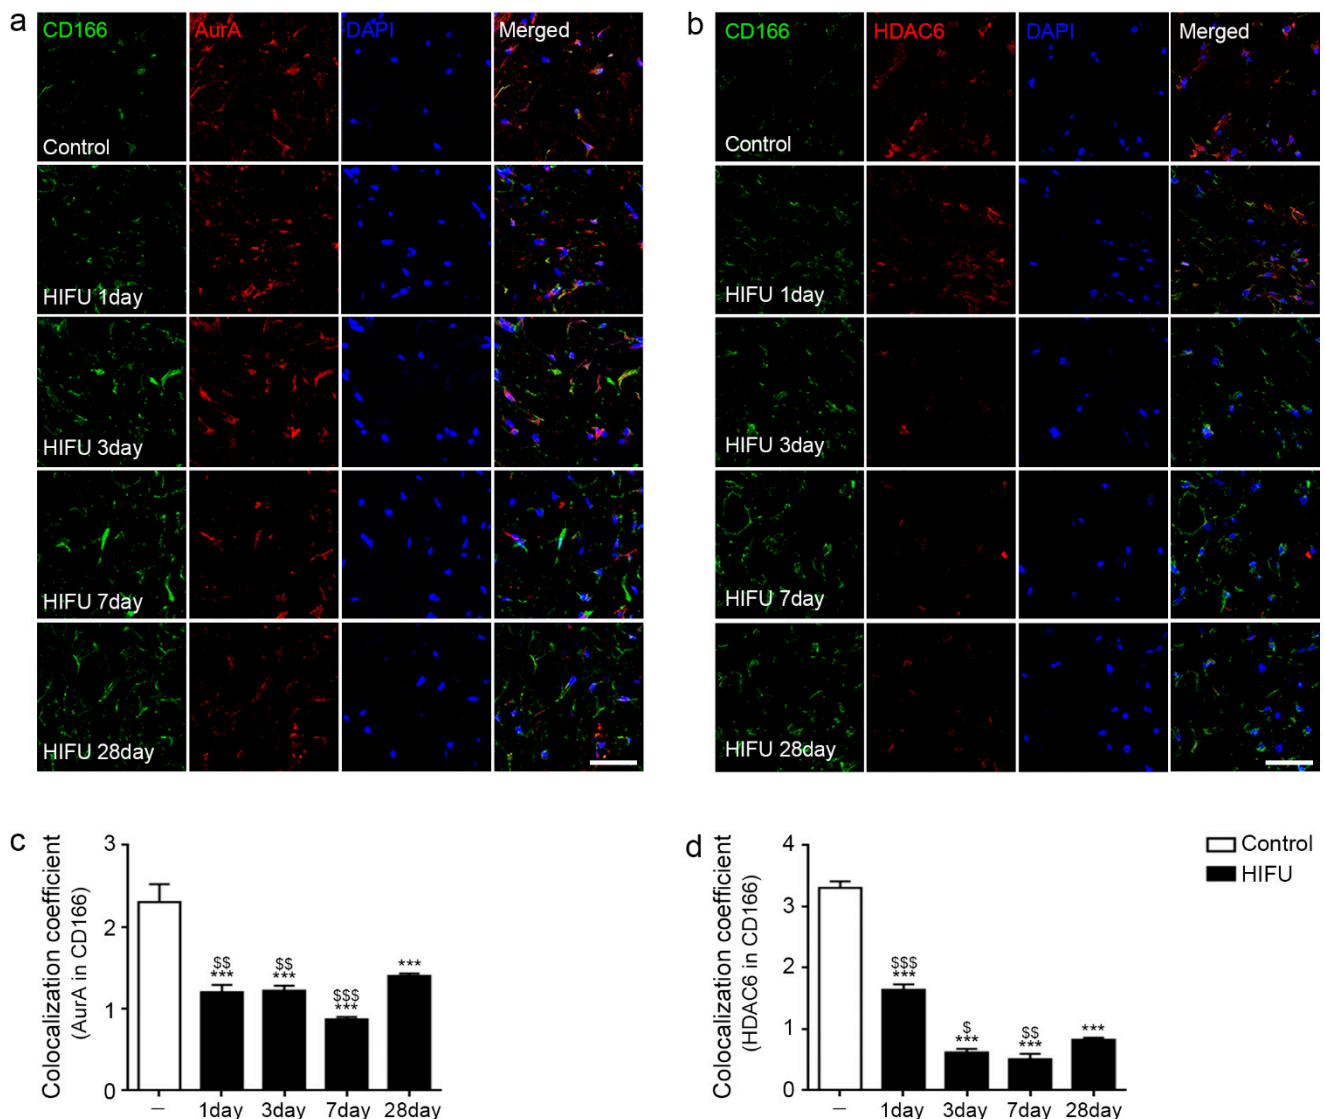 a
CD166 AurA DAPI Merged
Control
HIFU 1day
HIFU 3day
HIFU 7day
HIFU 28day
b
CD166 HDAC6 DAPI Merged
Control
HIFU 1day
HIFU 3day
HIFU 7day
HIFU 28day
c
Colocalization coefficient
(AurA in CD166)
3
2
1
0
$$
***
$$
***
$$$
***
***
– 1day 3day 7day 28day
d
Colocalization coefficient
(HDAC6 in CD166)
4
3
2
1
0
$$$
***
$
***
$$
***
***
– 1day 3day 7day 28day
Control
HIFU